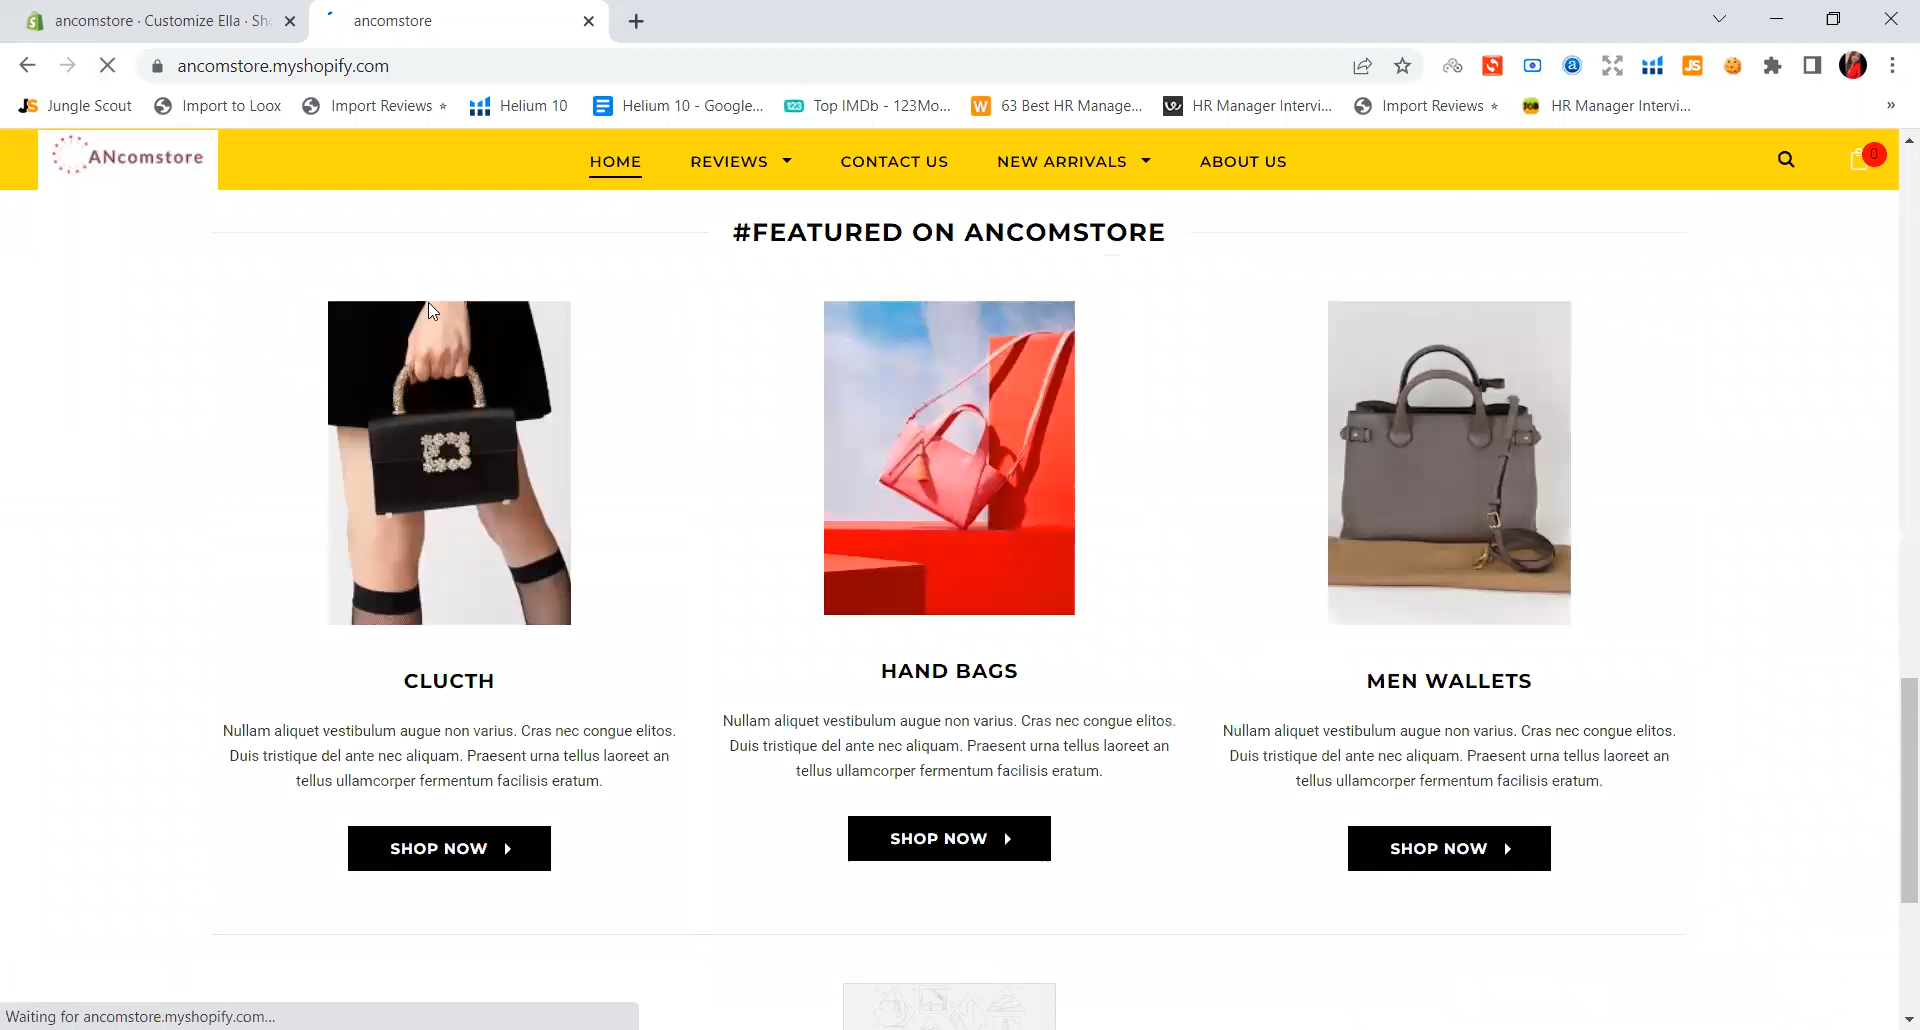 ancomstore · Customize Ella · Sh
ancomstore
ancomstore.myshopify.com
Jungle Scout
Import to Loox
Import Reviews ⭑
Helium 10
Helium 10 - Google...
Top IMDb - 123Mo...
63 Best HR Manage...
HR Manager Intervi...
Import Reviews ⭑
HR Manager Intervi...
»
ANcomstore
HOME
REVIEWS
CONTACT US
NEW ARRIVALS
ABOUT US
0
#FEATURED ON ANCOMSTORE
CLUCTH
Nullam aliquet vestibulum augue non varius. Cras nec congue elitos.
Duis tristique del ante nec aliquam. Praesent urna tellus laoreet an
tellus ullamcorper fermentum facilisis eratum.
SHOP NOW
HAND BAGS
Nullam aliquet vestibulum augue non varius. Cras nec congue elitos.
Duis tristique del ante nec aliquam. Praesent urna tellus laoreet an
tellus ullamcorper fermentum facilisis eratum.
SHOP NOW
MEN WALLETS
Nullam aliquet vestibulum augue non varius. Cras nec congue elitos.
Duis tristique del ante nec aliquam. Praesent urna tellus laoreet an
tellus ullamcorper fermentum facilisis eratum.
SHOP NOW
Waiting for ancomstore.myshopify.com...